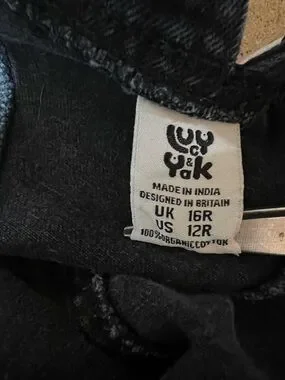 Lucy
&
Yak
MADE IN INDIA
DESIGNED IN BRITAIN
UK 16R
US 12R
100% ORGANIC COTTON